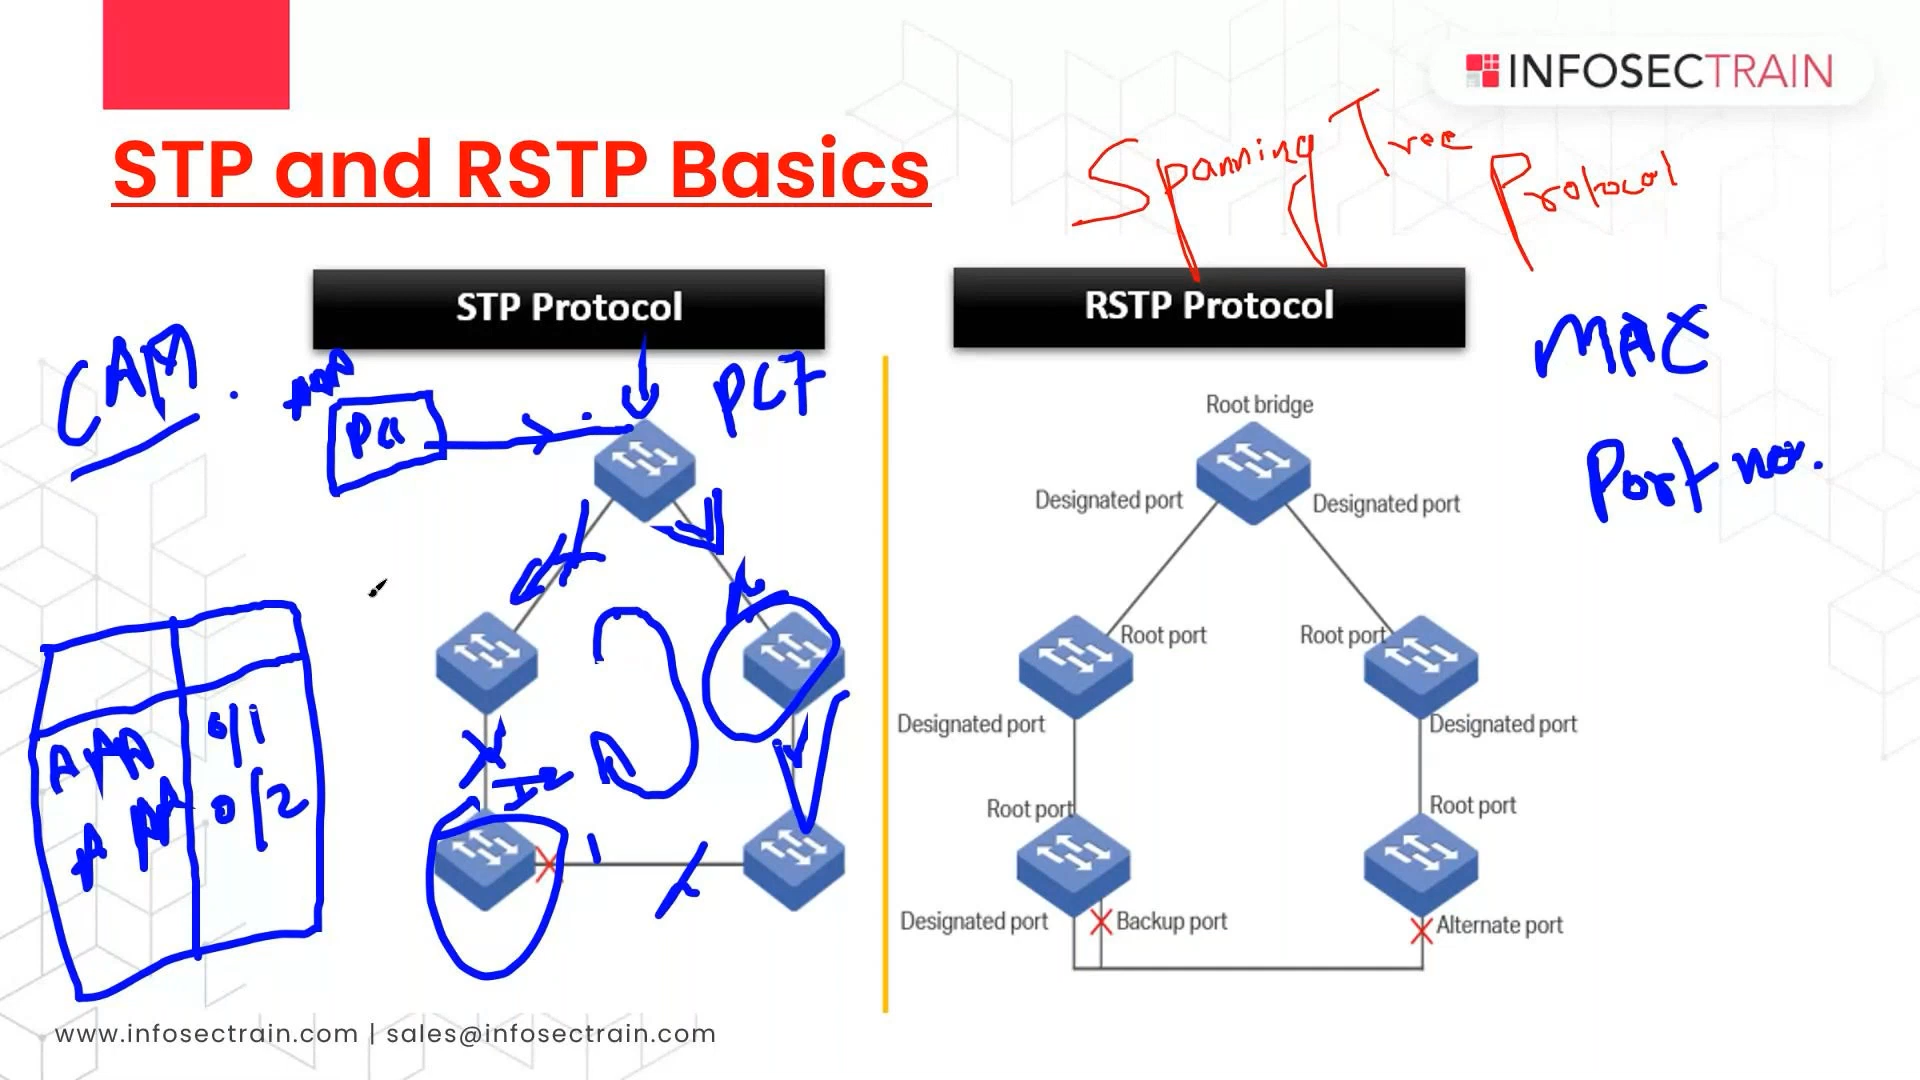 INFOSECTRAIN
STP and RSTP Basics
Spanning Tree Protocol
STP Protocol
RSTP Protocol
CAM
PC7
MAC
Port no.
Root bridge
Designated port
Designated port
Root port
Root port
Designated port
Designated port
Root port
Root port
Designated port
Backup port
Alternate port
AAA 0/1
AAA 0/2
www.infosectrain.com | sales@infosectrain.com